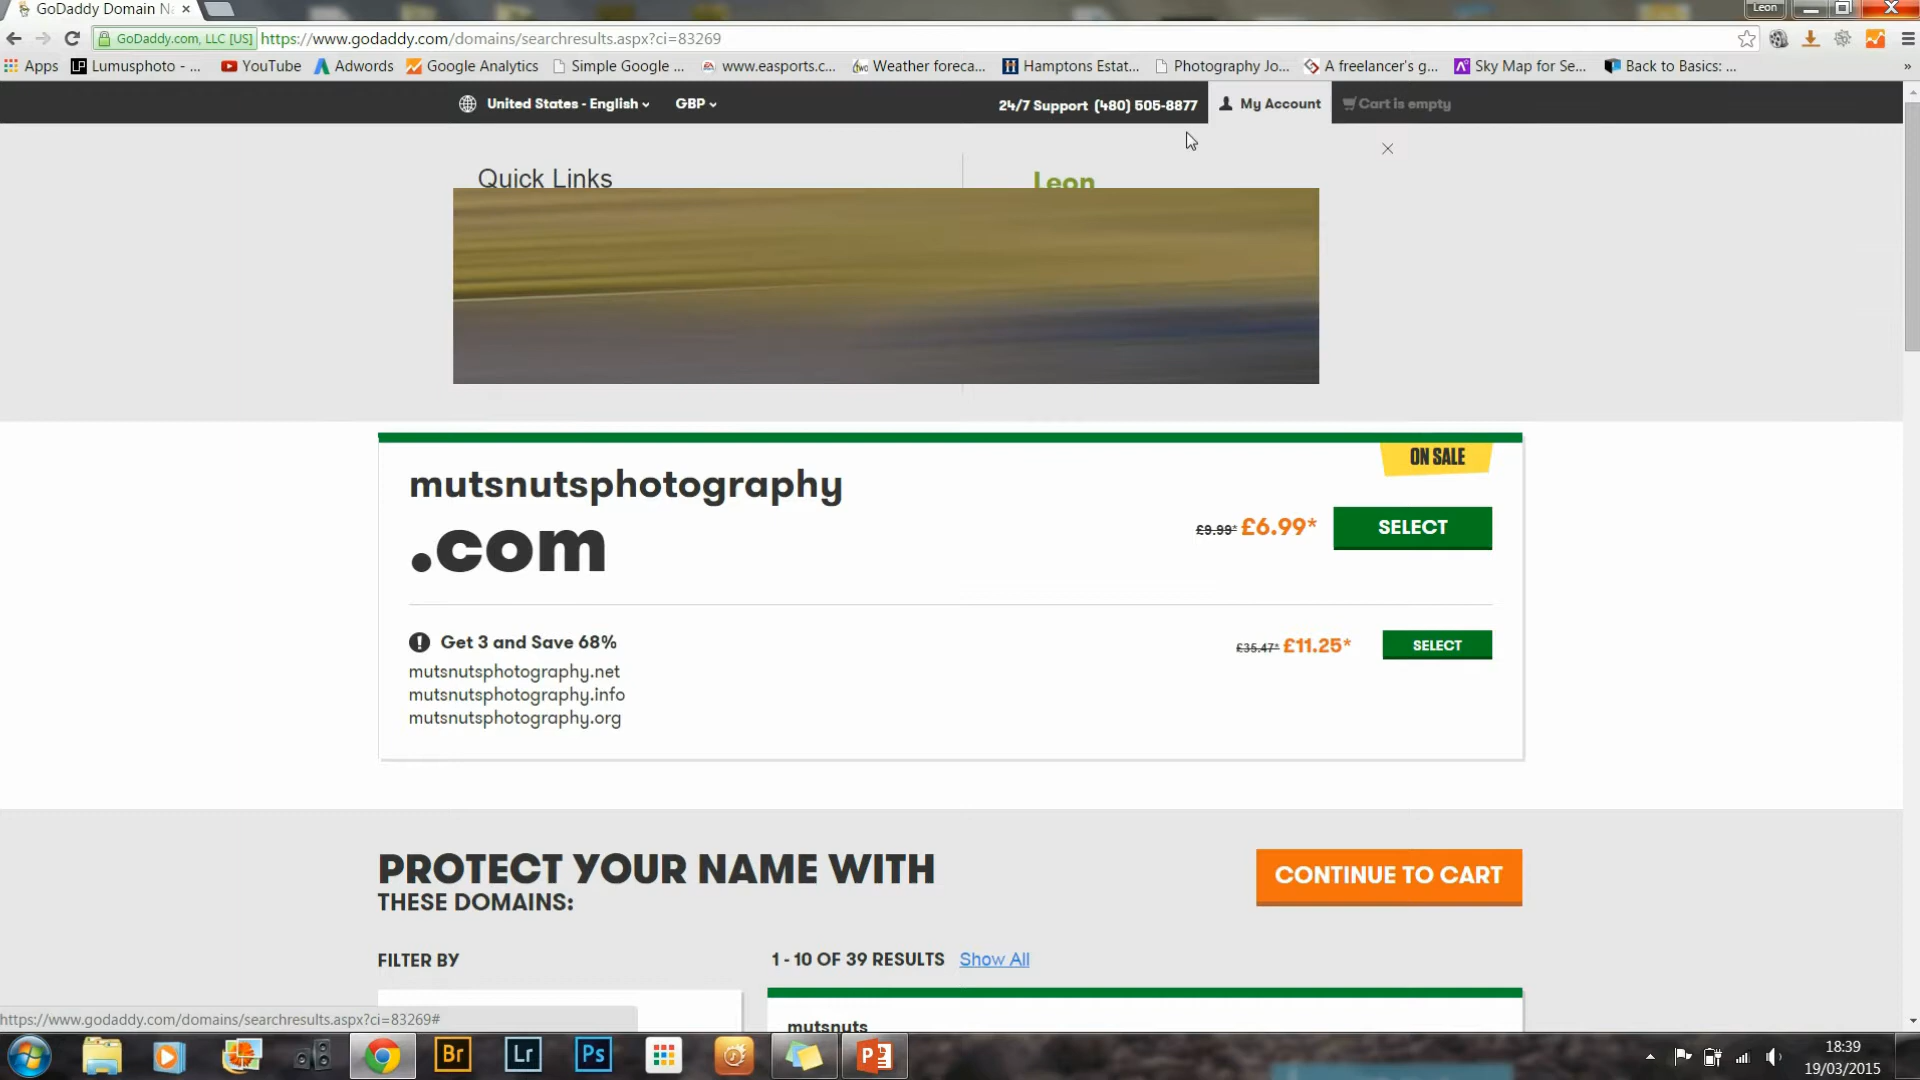 GoDaddy Domain Na
Leon
GoDaddy.com, LLC [US] https://www.godaddy.com/domains/searchresults.aspx?ci=83269
Apps Lumusphoto - ... YouTube Adwords Google Analytics Simple Google ... www.easports.c... Weather foreca... Hamptons Estat... Photography Jo... A freelancer's g... Sky Map for Se... Back to Basics: ... »
United States - English GBP 24/7 Support (480) 505-8877 My Account Cart is empty
Quick Links
Leon
ON SALE
mutsnutsphotography
.com
£9.99* £6.99* SELECT
Get 3 and Save 68%
£35.47* £11.25* SELECT
mutsnutsphotography.net
mutsnutsphotography.info
mutsnutsphotography.org
PROTECT YOUR NAME WITH
THESE DOMAINS:
CONTINUE TO CART
FILTER BY
1 - 10 OF 39 RESULTS Show All
mutsnuts
https://www.godaddy.com/domains/searchresults.aspx?ci=83269#
Br Lr Ps
18:39
19/03/2015